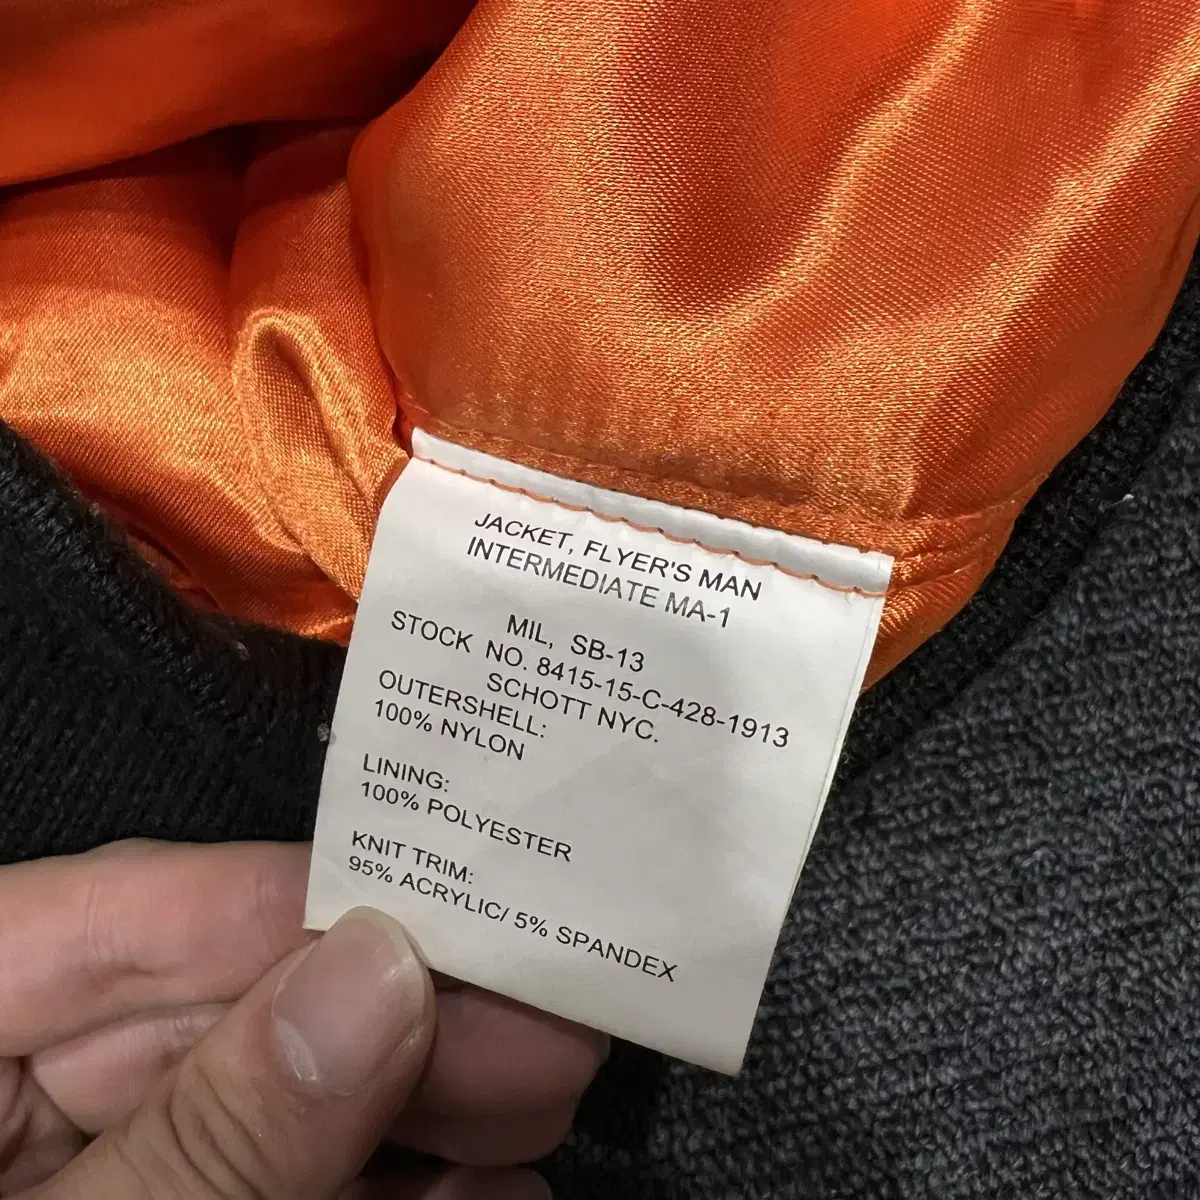 JACKET, FLYER'S MAN
INTERMEDIATE MA-1
MIL, SB-13
STOCK NO. 8415-15-C-428-1913
SCHOTT NYC.
OUTERSHELL:
100% NYLON
LINING:
100% POLYESTER
KNIT TRIM:
95% ACRYLIC/ 5% SPANDEX